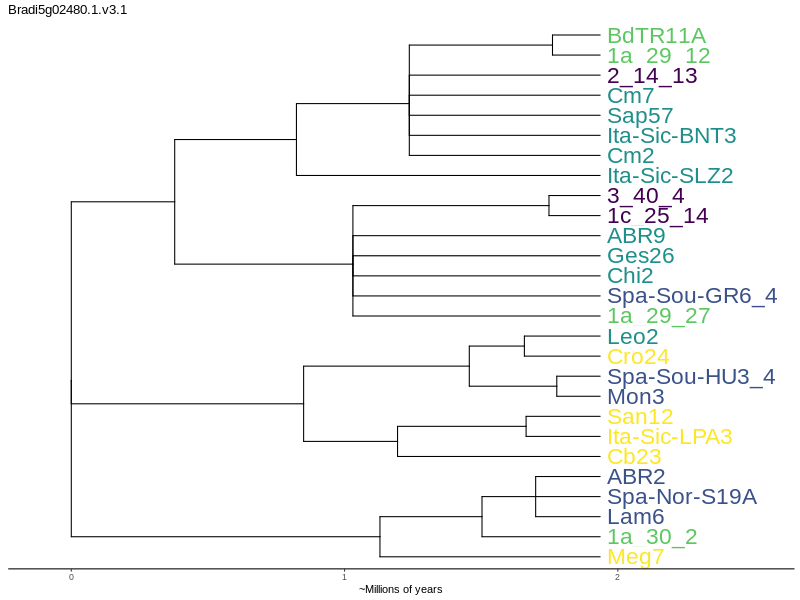 Bradi5g02480.1.v3.1
BdTR11A
1a_29_12
2_14_13
Cm7
Sap57
Ita-Sic-BNT3
Cm2
Ita-Sic-SLZ2
3_40_4
1c_25_14
ABR9
Ges26
Chi2
Spa-Sou-GR6_4
1a_29_27
Leo2
Cro24
Spa-Sou-HU3_4
Mon3
San12
Ita-Sic-LPA3
Cb23
ABR2
Spa-Nor-S19A
Lam6
1a_30_2
Meg7
0 1 2
~Millions of years